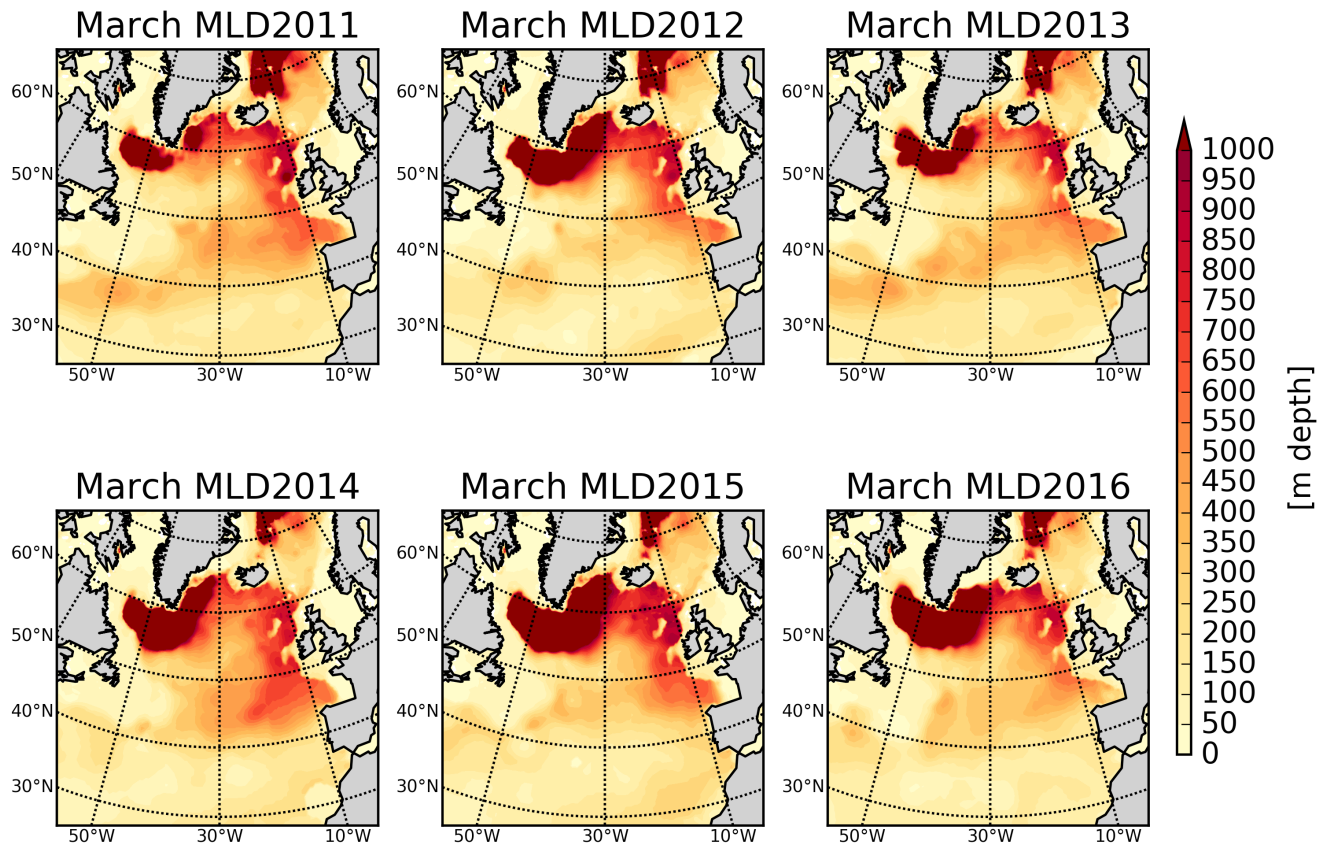 March MLD2011
March MLD2012
March MLD2013
60°N
50°N
40°N
30°N
50°W
30°W
10°W
60°N
50°N
40°N
30°N
50°W
30°W
10°W
60°N
50°N
40°N
30°N
50°W
30°W
10°W
March MLD2014
March MLD2015
March MLD2016
60°N
50°N
40°N
30°N
50°W
30°W
10°W
60°N
50°N
40°N
30°N
50°W
30°W
10°W
60°N
50°N
40°N
30°N
50°W
30°W
10°W
1000
950
900
850
800
750
700
650
600
550
500
450
400
350
300
250
200
150
100
50
0
[m depth]